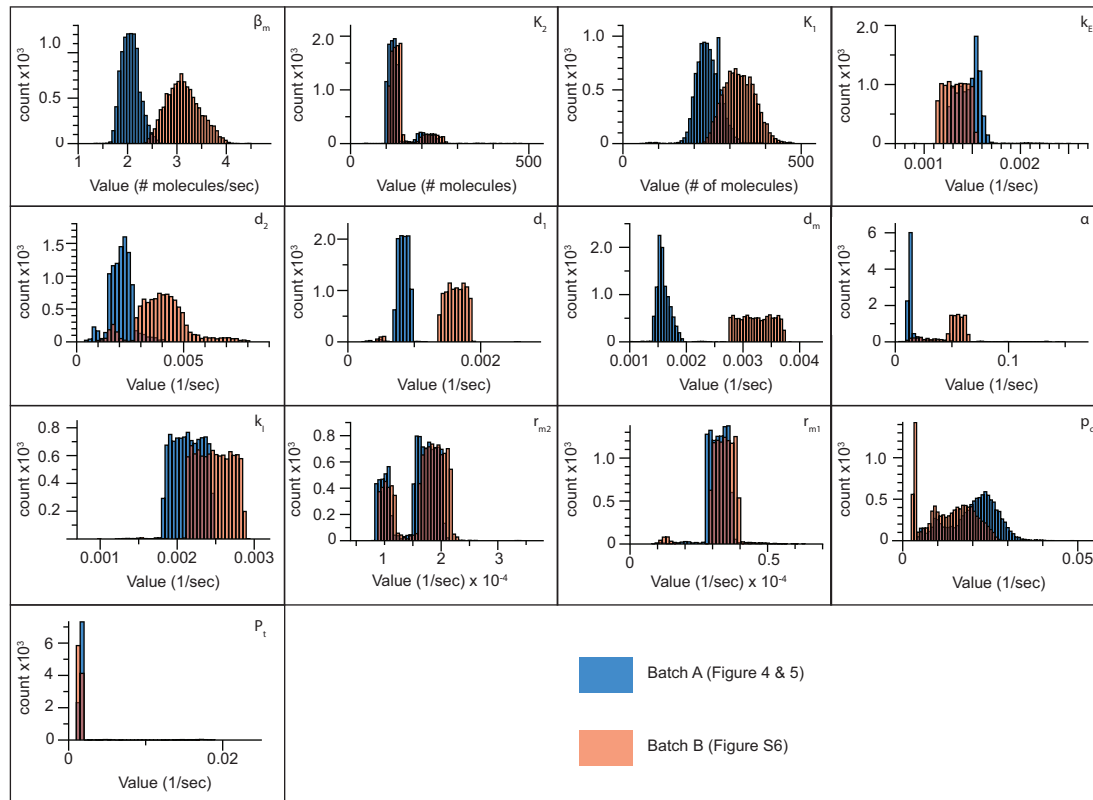 β_m
count x10³
1.0
0.5
0
1 2 3 4
Value (# molecules/sec)
K_2
count x10³
2.0
1.0
0
0 500
Value (# molecules)
K_1
count x10³
1.0
0.5
0
0 500
Value (# of molecules)
k_E
count x10³
2.0
1.0
0
0.001 0.002
Value (1/sec)
d_2
count x10³
1.5
1.0
0.5
0
0 0.005
Value (1/sec)
d_1
count x10³
2.0
1.0
0
0 0.002
Value (1/sec)
d_m
count x10³
2.0
1.0
0
0.001 0.002 0.003 0.004
Value (1/sec)
α
count x10³
6
4
2
0
0 0.1
Value (1/sec)
k_l
count x10³
0.8
0.6
0.4
0.2
0.001 0.002 0.003
Value (1/sec)
r_m2
count x10³
0.8
0.6
0.4
0.2
0
1 2 3
Value (1/sec) x 10⁻⁴
r_m1
count x10³
1.0
0.5
0
0 0.5
Value (1/sec) x 10⁻⁴
p_c
count x10³
1.0
0.5
0
0 0.05
Value (1/sec)
P_t
count x10³
6
4
2
0
0 0.02
Value (1/sec)
Batch A (Figure 4 & 5)
Batch B (Figure S6)